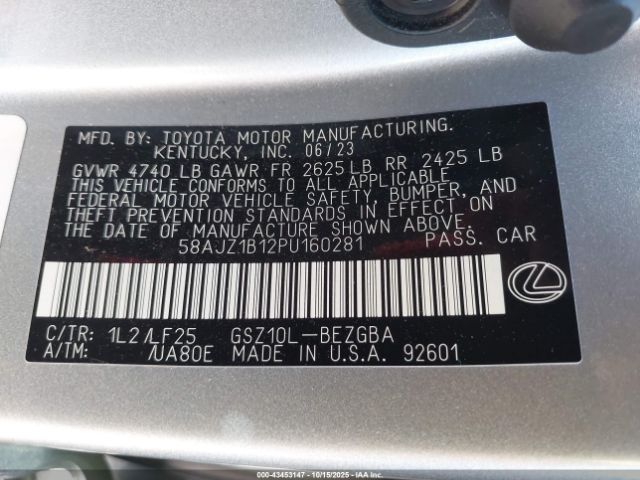 MFD. BY: TOYOTA MOTOR MANUFACTURING.
KENTUCKY, INC. 06/23
GVWR 4740 LB GAWR FR 2625 LB RR 2425 LB
THIS VEHICLE CONFORMS TO ALL APPLICABLE
FEDERAL MOTOR VEHICLE SAFETY, BUMPER, AND
THEFT PREVENTION STANDARDS IN EFFECT ON
THE DATE OF MANUFACTURE SHOWN ABOVE.
58AJZ1B12PU160281 PASS. CAR
C/TR: 1L2/LF25 GSZ10L-BEZGBA
A/TM: /UA80E MADE IN U.S.A. 92601
000-43453147 - 10/15/2025 - IAAI.com